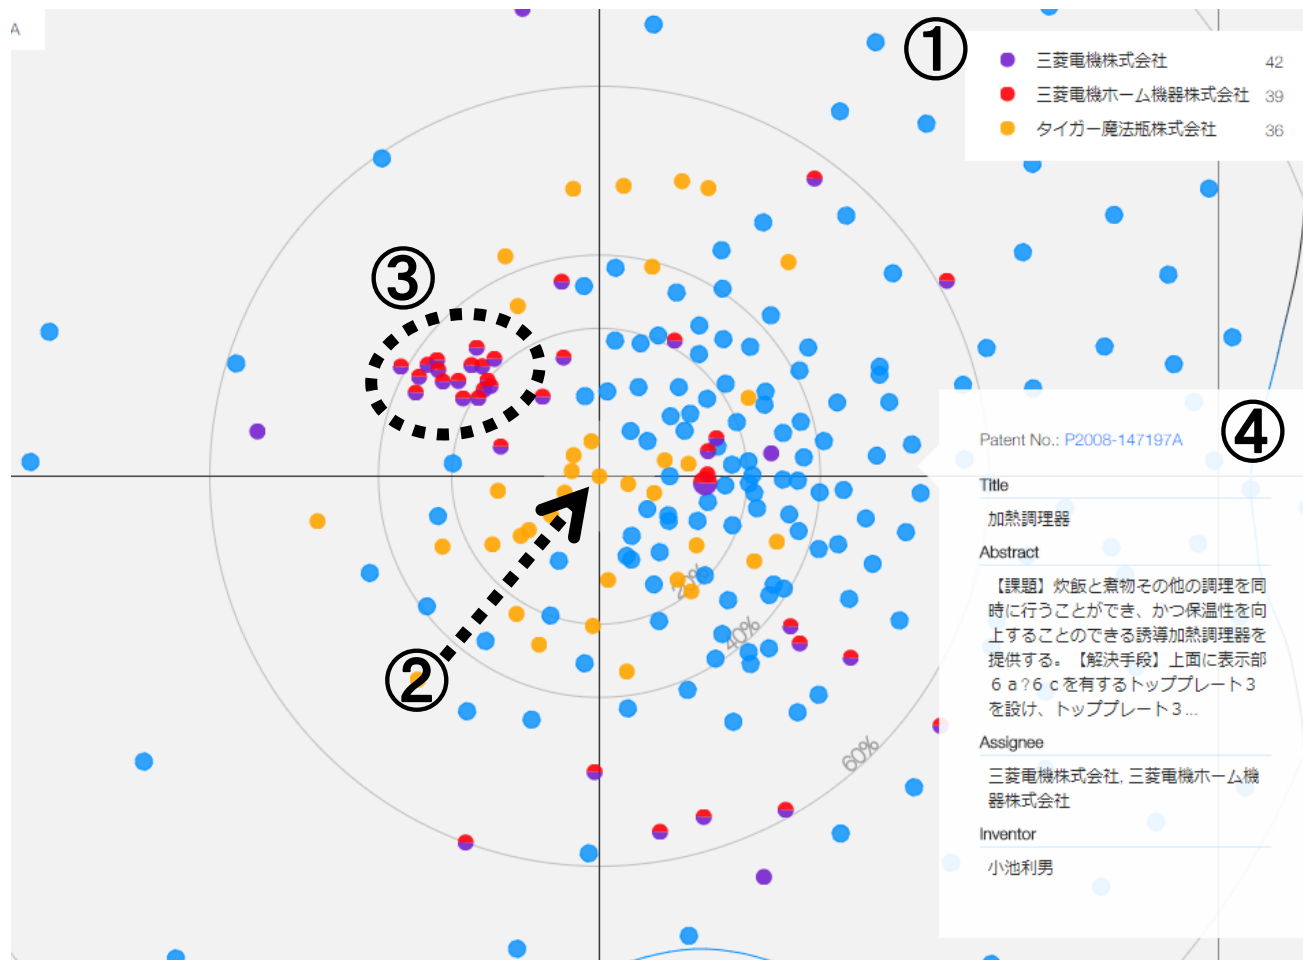 A
①
三菱電機株式会社 42
三菱電機ホーム機器株式会社 39
タイガー魔法瓶株式会社 36
③
④
Patent No.: P2008-147197A
Title
加熱調理器
Abstract
【課題】炊飯と煮物その他の調理を同
時に行うことができ、かつ保温性を向
上することのできる誘導加熱調理器を
提供する。【解決手段】上面に表示部
６ａ?６ｃを有するトッププレート３
を設け、トッププレート３...
Assignee
三菱電機株式会社, 三菱電機ホーム機
器株式会社
Inventor
小池利男
20%
40%
②
60%